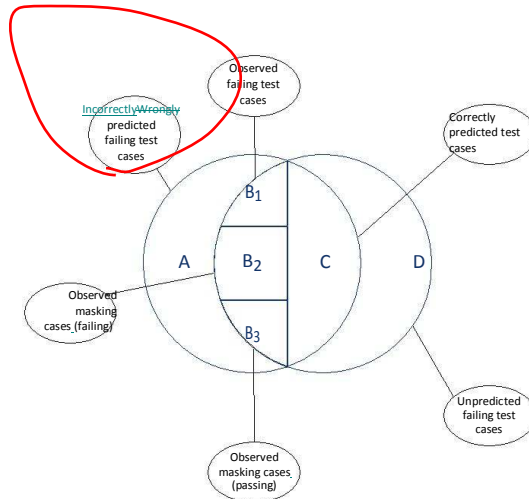 Observed
failing test
cases
IncorrectlyWrongly
predicted
failing test
cases
Correctly
predicted test
cases
B1
A
B2
C
D
B3
Observed
masking
cases (failing)
Unpredicted
failing test
cases
Observed
masking cases
(passing)